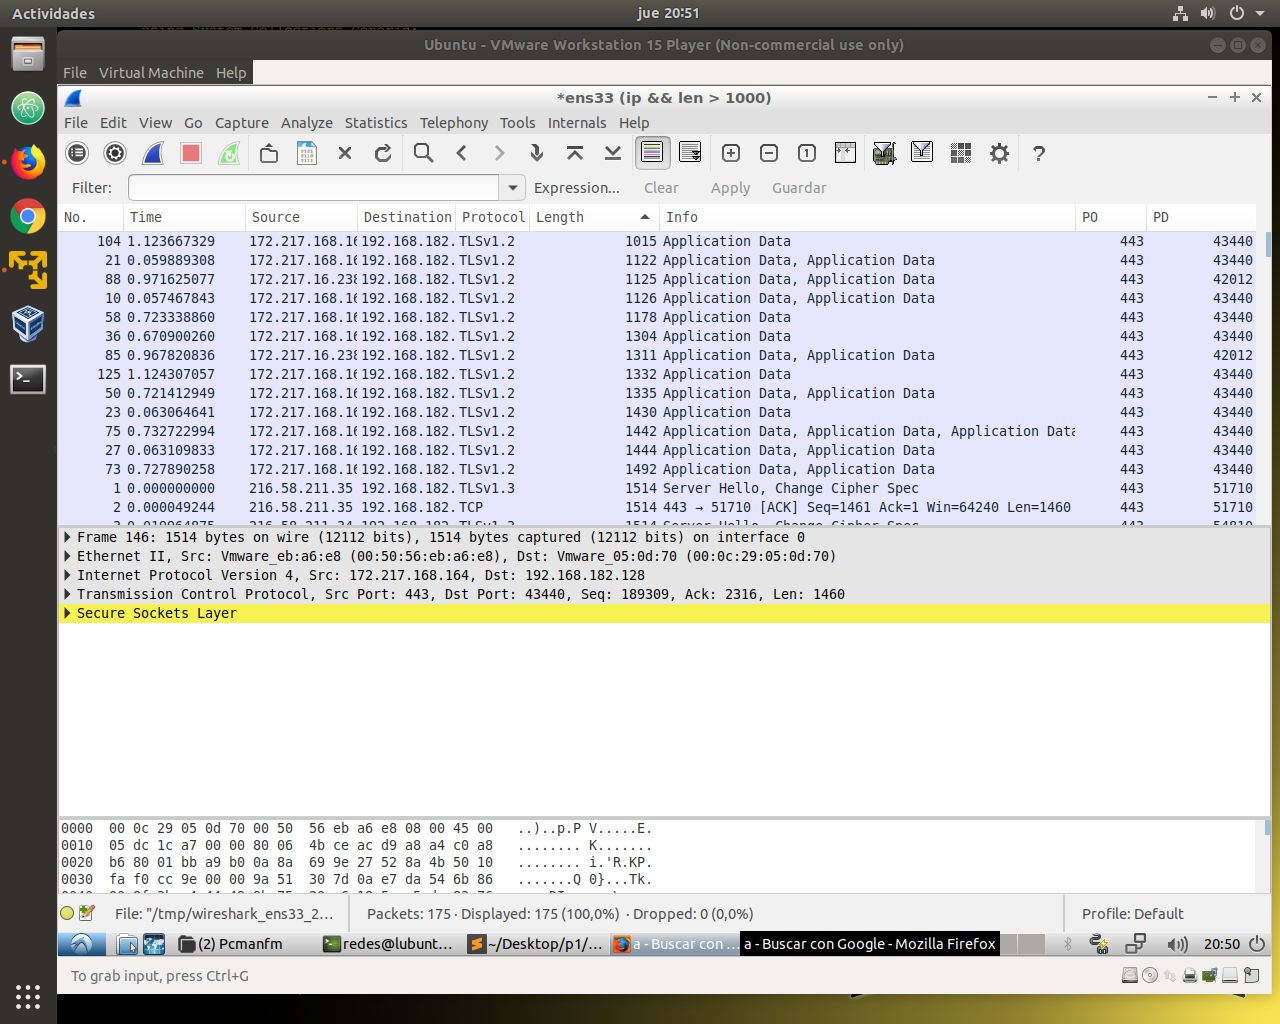 Actividades
jue 20:51
Ubuntu - VMware Workstation 15 Player (Non-commercial use only)
File Virtual Machine Help
*ens33 (ip && len > 1000)
File Edit View Go Capture Analyze Statistics Telephony Tools Internals Help
Filter: Expression... Clear Apply Guardar
No. Time Source Destination Protocol Length Info PO PD
104 1.123667329 172.217.168.16 192.168.182. TLSv1.2 1015 Application Data 443 43440
21 0.059889308 172.217.168.16 192.168.182. TLSv1.2 1122 Application Data, Application Data 443 43440
88 0.971625077 172.217.16.238 192.168.182. TLSv1.2 1125 Application Data, Application Data 443 42012
10 0.057467843 172.217.168.16 192.168.182. TLSv1.2 1126 Application Data, Application Data 443 43440
58 0.723338860 172.217.168.16 192.168.182. TLSv1.2 1178 Application Data 443 43440
36 0.670900260 172.217.168.16 192.168.182. TLSv1.2 1304 Application Data 443 43440
85 0.967820836 172.217.16.238 192.168.182. TLSv1.2 1311 Application Data, Application Data 443 42012
125 1.124307057 172.217.168.16 192.168.182. TLSv1.2 1332 Application Data 443 43440
50 0.721412949 172.217.168.16 192.168.182. TLSv1.2 1335 Application Data, Application Data 443 43440
23 0.063064641 172.217.168.16 192.168.182. TLSv1.2 1430 Application Data 443 43440
75 0.732722994 172.217.168.16 192.168.182. TLSv1.2 1442 Application Data, Application Data, Application Data 443 43440
27 0.063109833 172.217.168.16 192.168.182. TLSv1.2 1444 Application Data, Application Data 443 43440
73 0.727890258 172.217.168.16 192.168.182. TLSv1.2 1492 Application Data, Application Data 443 43440
1 0.000000000 216.58.211.35 192.168.182. TLSv1.3 1514 Server Hello, Change Cipher Spec 443 51710
2 0.000049244 216.58.211.35 192.168.182. TCP 1514 443 → 51710 [ACK] Seq=1461 Ack=1 Win=64240 Len=1460 443 51710
Frame 146: 1514 bytes on wire (12112 bits), 1514 bytes captured (12112 bits) on interface 0
Ethernet II, Src: Vmware_eb:a6:e8 (00:50:56:eb:a6:e8), Dst: Vmware_05:0d:70 (00:0c:29:05:0d:70)
Internet Protocol Version 4, Src: 172.217.168.164, Dst: 192.168.182.128
Transmission Control Protocol, Src Port: 443, Dst Port: 43440, Seq: 189309, Ack: 2316, Len: 1460
Secure Sockets Layer
0000 00 0c 29 05 0d 70 00 50 56 eb a6 e8 08 00 45 00 ..)..p.P V.....E.
0010 05 dc 1c a7 00 00 80 06 4b ce ac d9 a8 a4 c0 a8 ........ K.......
0020 b6 80 01 bb a9 b0 0a 8a 69 9e 27 52 8a 4b 50 10 ........ i.'R.KP.
0030 fa f0 cc 9e 00 00 9a 51 30 7d 0a e7 da 54 6b 86 .......Q 0}...Tk.
File: "/tmp/wireshark_ens33_2... Packets: 175 · Displayed: 175 (100,0%) · Dropped: 0 (0,0%) Profile: Default
(2) Pcmanfm redes@lubunt... ~/Desktop/p1/... a - Buscar con ... a - Buscar con Google - Mozilla Firefox 20:50
To grab input, press Ctrl+G